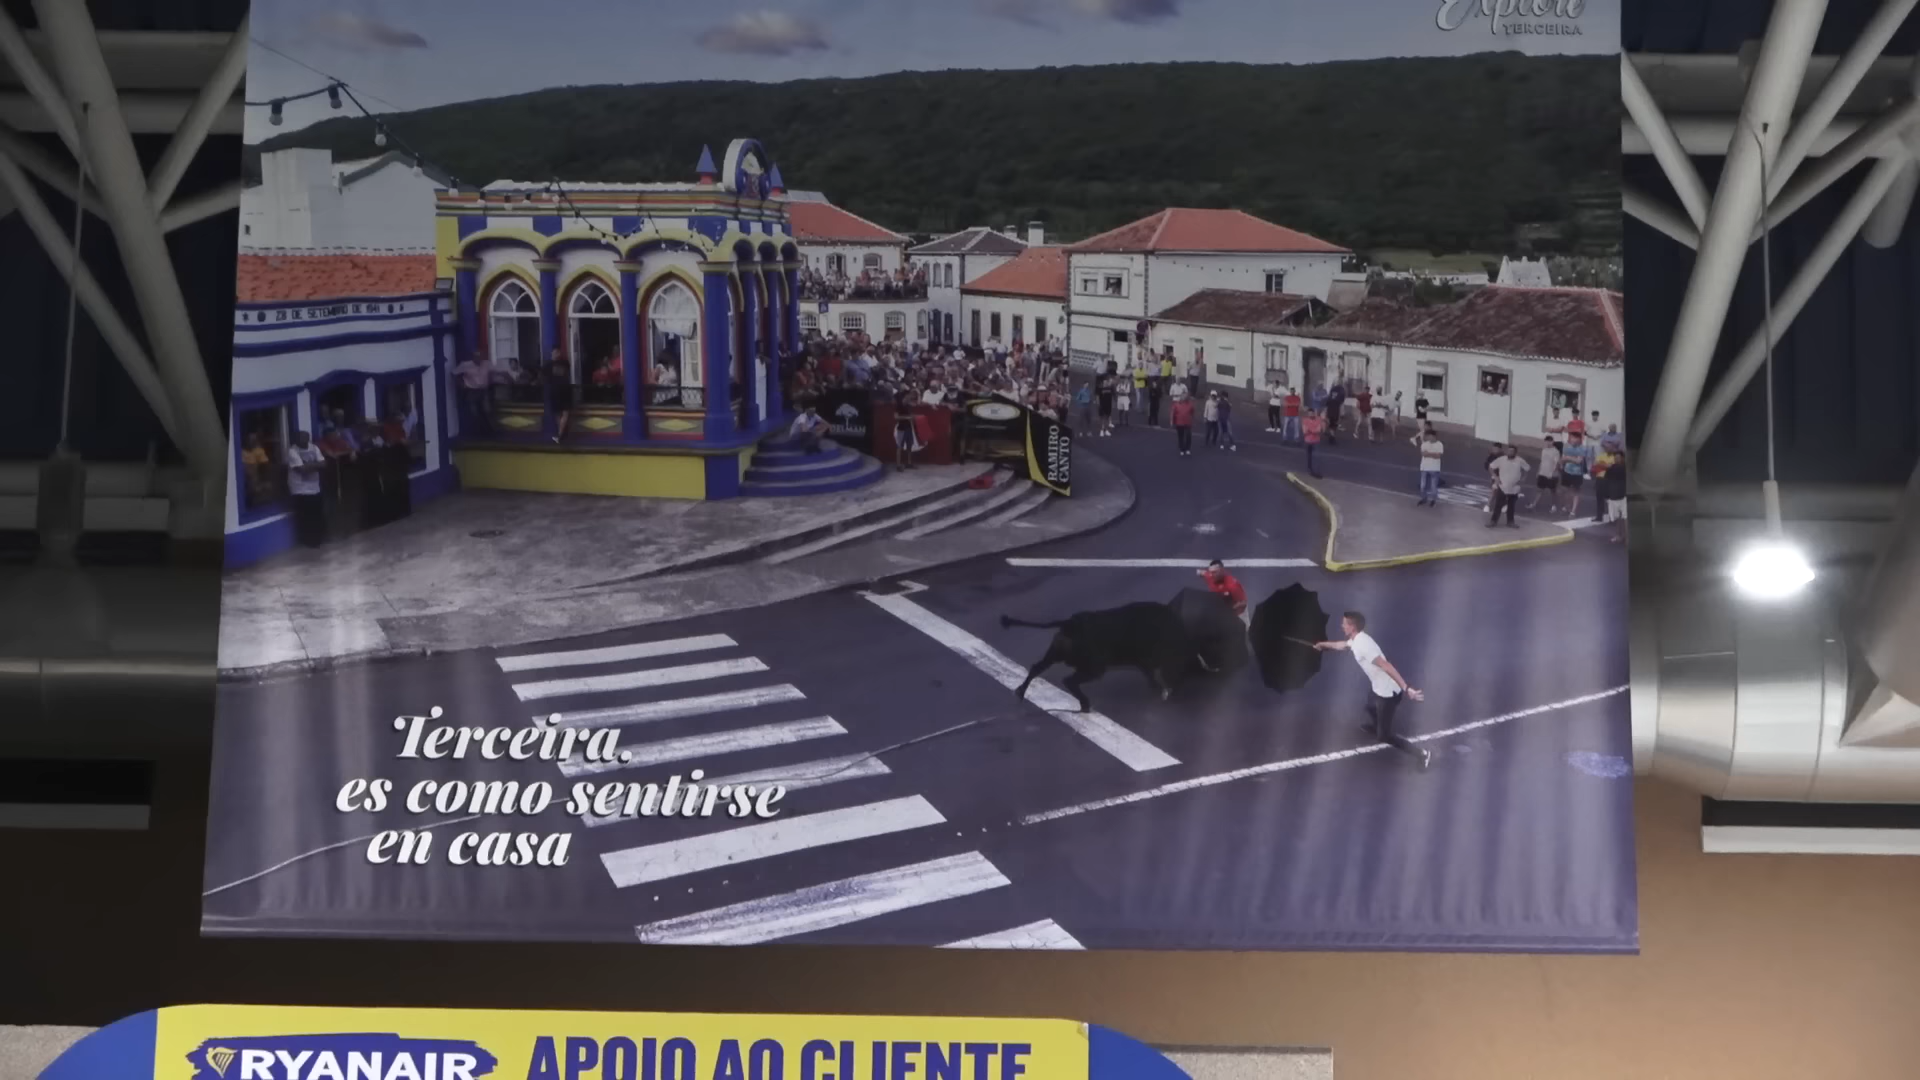 Explore
TERCEIRA
28 DE SETEMBRO DE 1941
RAMIRO
CANTO
Terceira,
es como sentirse
en casa
RYANAIR
APOIO AO CLIENTE